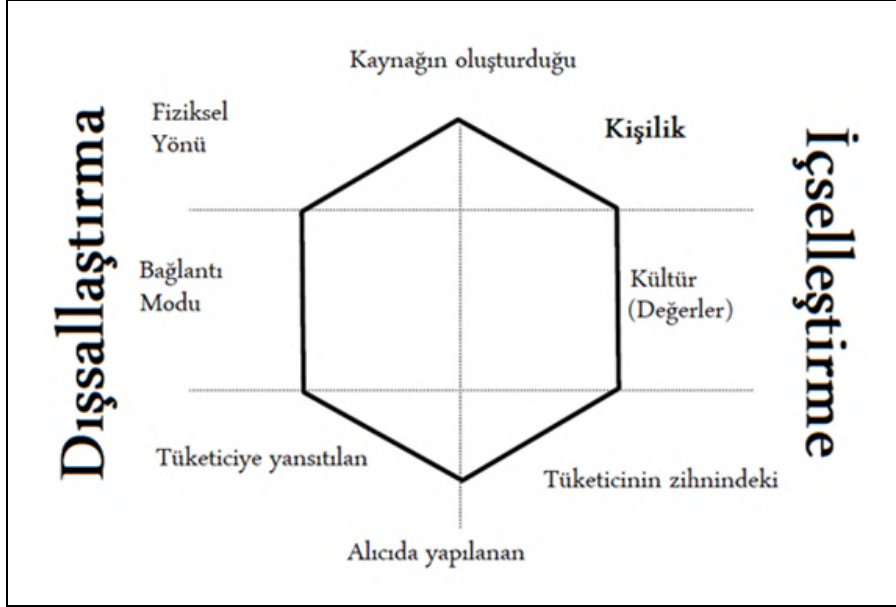 Kaynağın oluşturduğu
Fiziksel
Yönü
Kişilik
Dışsallaştırma
İçselleştirme
Bağlantı
Modu
Kültür
(Değerler)
Tüketiciye yansıtılan
Tüketicinin zihnindeki
Alıcıda yapılanan